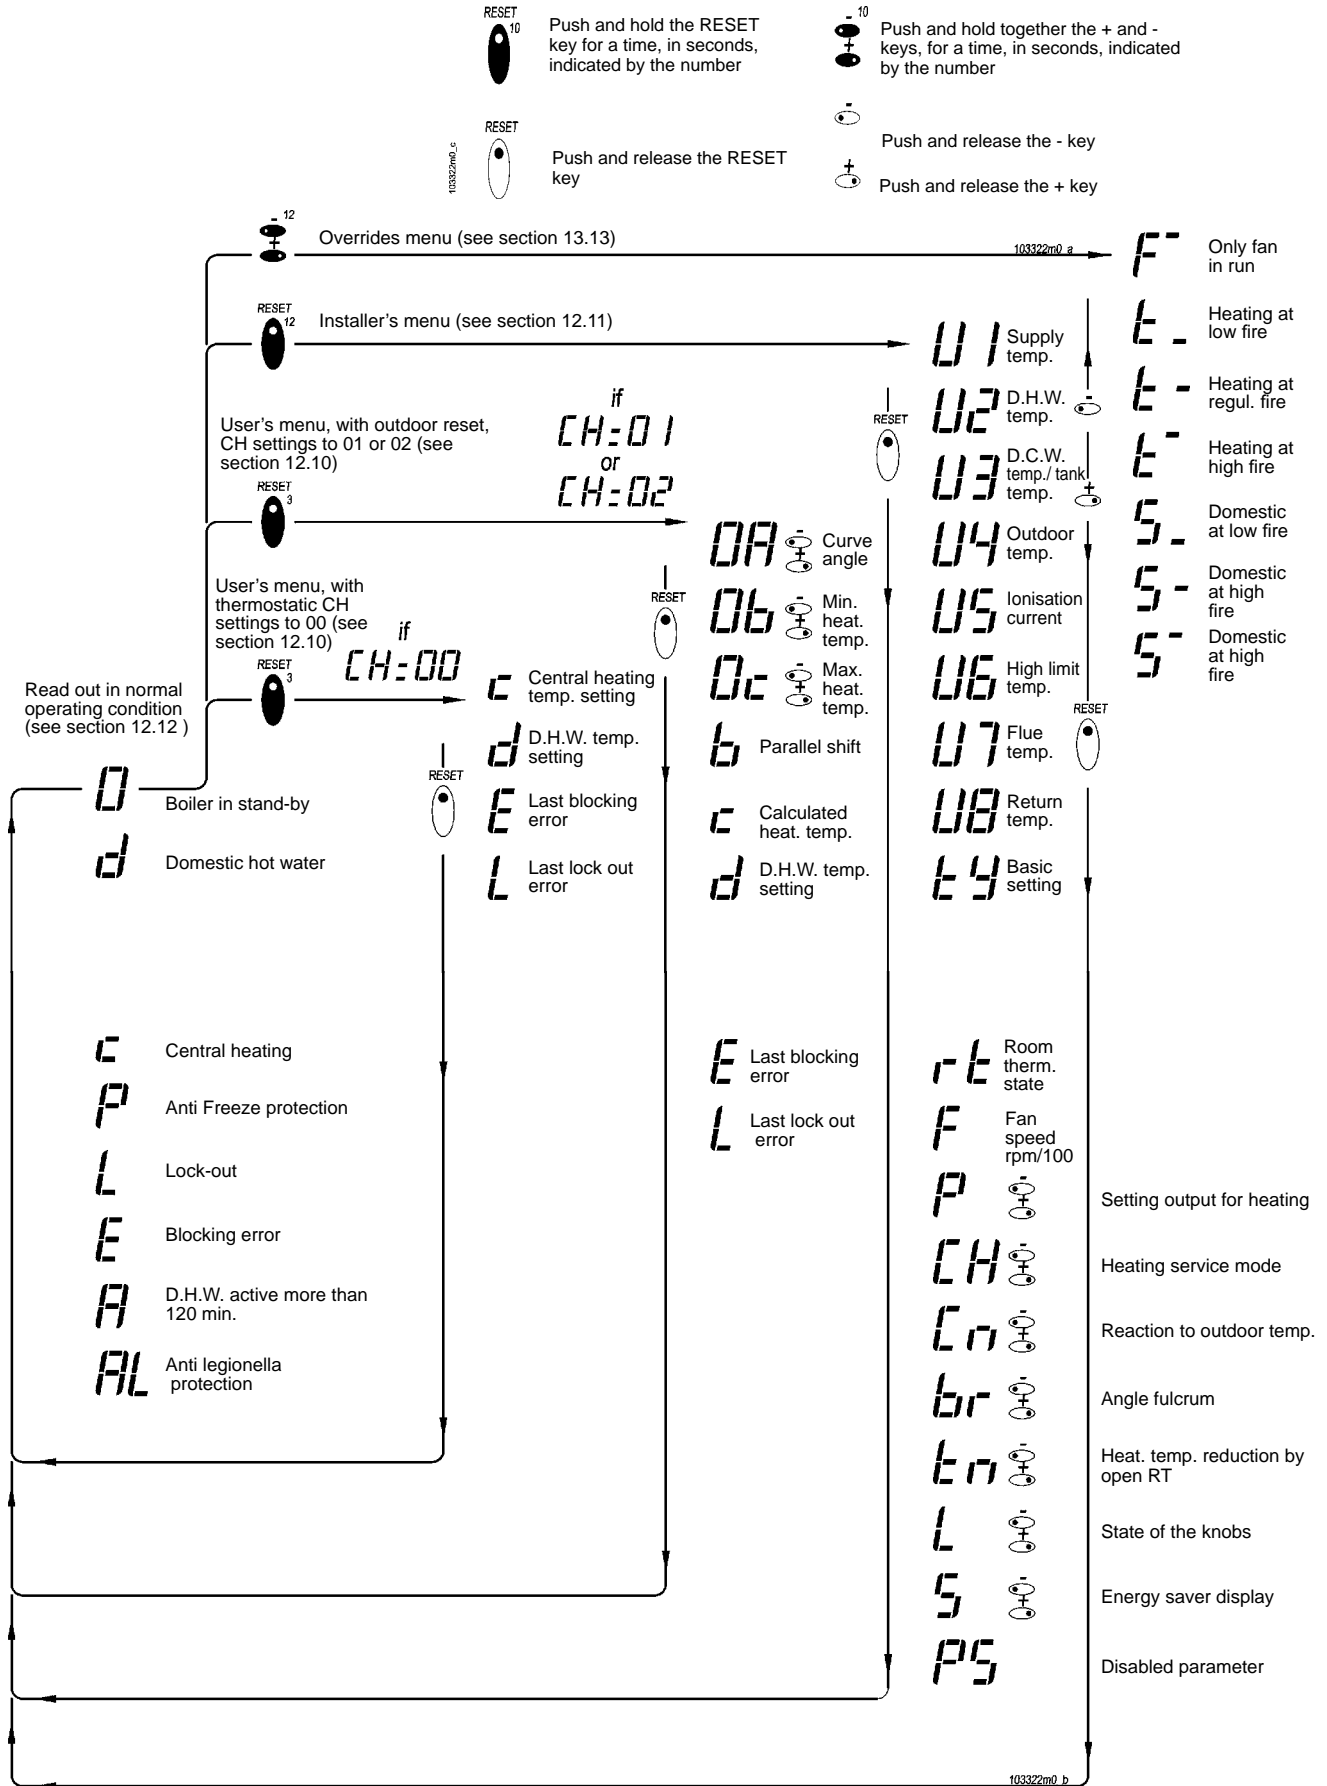 RESET
10
Push and hold the RESET
key for a time, in seconds,
indicated by the number
- 10
+
Push and hold together the + and -
keys, for a time, in seconds, indicated
by the number
103322m0_c
RESET
Push and release the RESET
key
-
Push and release the - key
+
Push and release the + key
- 12
+
Overrides menu (see section 13.13)
103322m0_a
F¯
Only fan
in run
RESET
12
Installer's menu (see section 12.11)
t_
Heating at
low fire
t-
Heating at
regul. fire
t¯
Heating at
high fire
S_
Domestic
at low fire
S-
Domestic
at high
fire
S¯
Domestic
at high
fire
-
+
RESET
RESET
U1
Supply
temp.
U2
D.H.W.
temp.
U3
D.C.W.
temp./ tank
temp.
U4
Outdoor
temp.
U5
Ionisation
current
U6
High limit
temp.
U7
Flue
temp.
U8
Return
temp.
ty
Basic
setting
rt
Room
therm.
state
F
Fan
speed
rpm/100
P
-
+
Setting output for heating
CH
-
+
Heating service mode
Cn
-
+
Reaction to outdoor temp.
br
-
+
Angle fulcrum
tn
-
+
Heat. temp. reduction by
open RT
L
-
+
State of the knobs
S
-
+
Energy saver display
PS
Disabled parameter
User's menu, with outdoor reset,
CH settings to 01 or 02 (see
section 12.10)
RESET
3
if
CH:01
or
CH:02
RESET
OA
-
+
Curve
angle
Ob
-
+
Min.
heat.
temp.
Oc
-
+
Max.
heat.
temp.
b
Parallel shift
c
Calculated
heat. temp.
d
D.H.W. temp.
setting
E
Last blocking
error
L
Last lock out
error
User's menu, with
thermostatic CH
settings to 00 (see
section 12.10)
RESET
3
if
CH:00
RESET
c
Central heating
temp. setting
d
D.H.W. temp.
setting
E
Last blocking
error
L
Last lock out
error
Read out in normal
operating condition
(see section 12.12 )
0
Boiler in stand-by
d
Domestic hot water
c
Central heating
P
Anti Freeze protection
L
Lock-out
E
Blocking error
A
D.H.W. active more than
120 min.
AL
Anti legionella
protection
103322m0_b